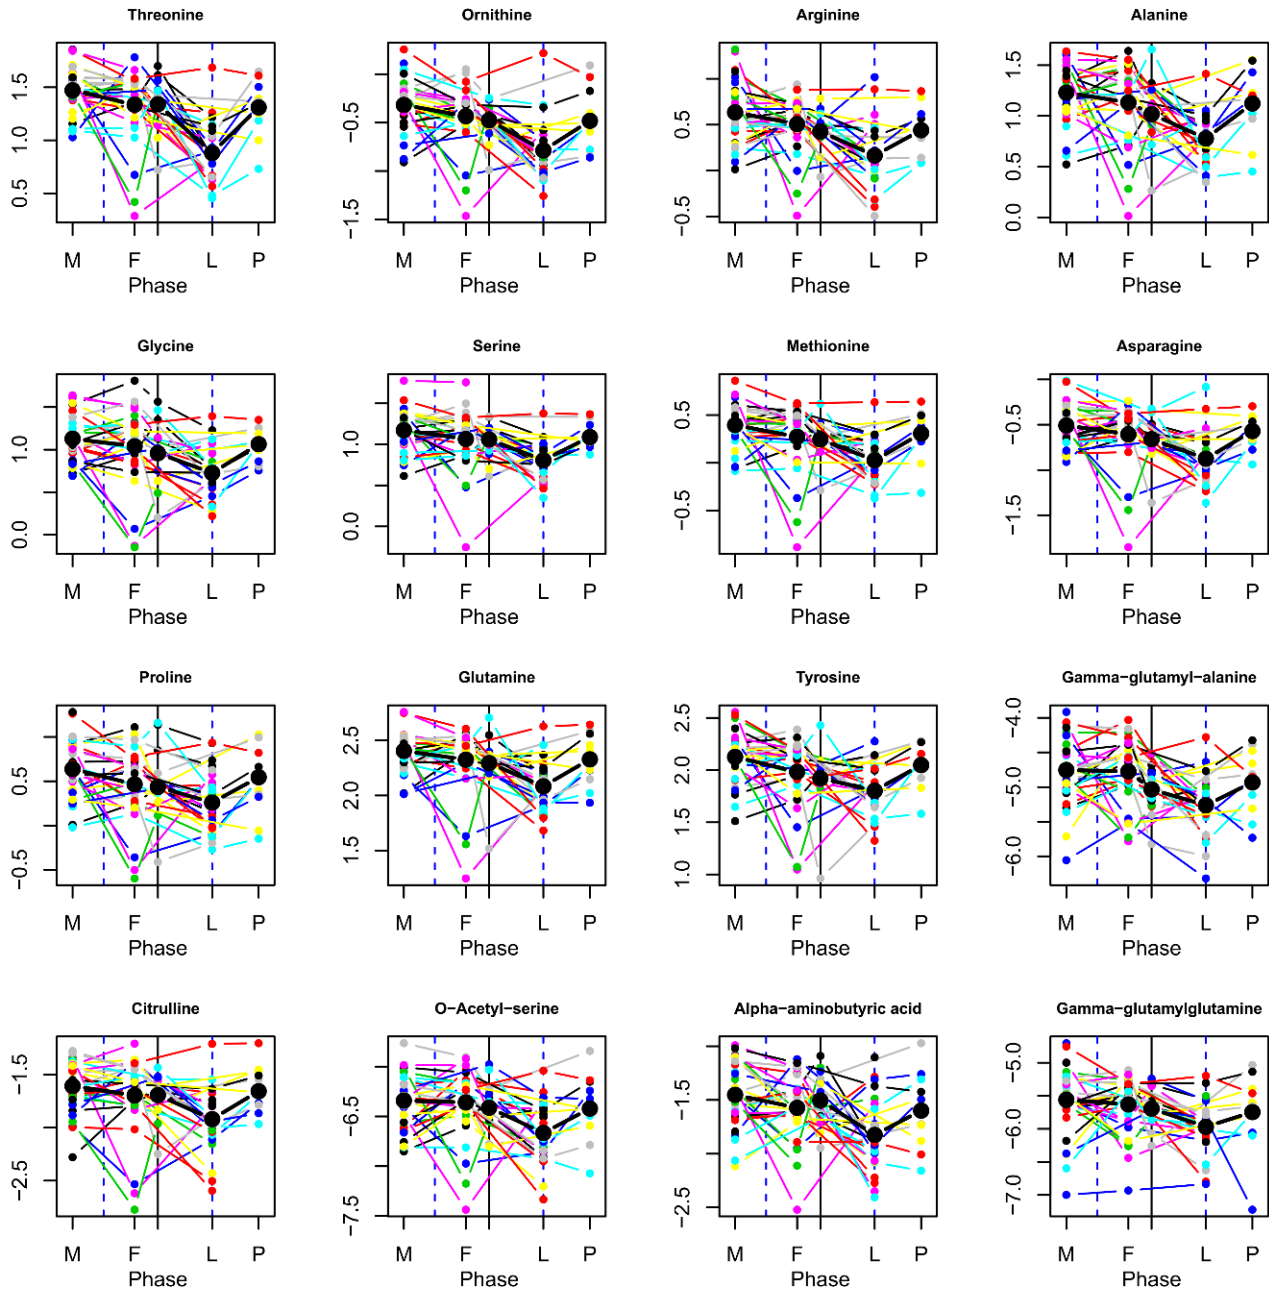 Threonine Ornithine Arginine Alanine
0.5 1.0 1.5
−1.5 −0.5
−0.5 0.5
0.0 0.5 1.0 1.5
M F L P M F L P M F L P M F L P
Phase Phase Phase Phase
Glycine Serine Methionine Asparagine
0.0 1.0
0.0 1.0
−0.5 0.5
−1.5 −0.5
M F L P M F L P M F L P M F L P
Phase Phase Phase Phase
Proline Glutamine Tyrosine Gamma−glutamyl−alanine
−0.5 0.5
1.5 2.0 2.5
1.0 1.5 2.0 2.5
−6.0 −5.0 −4.0
M F L P M F L P M F L P M F L P
Phase Phase Phase Phase
Citrulline O−Acetyl−serine Alpha−aminobutyric acid Gamma−glutamylglutamine
−2.5 −1.5
−7.5 −6.5
−2.5 −1.5
−7.0 −6.0 −5.0
M F L P M F L P M F L P M F L P
Phase Phase Phase Phase